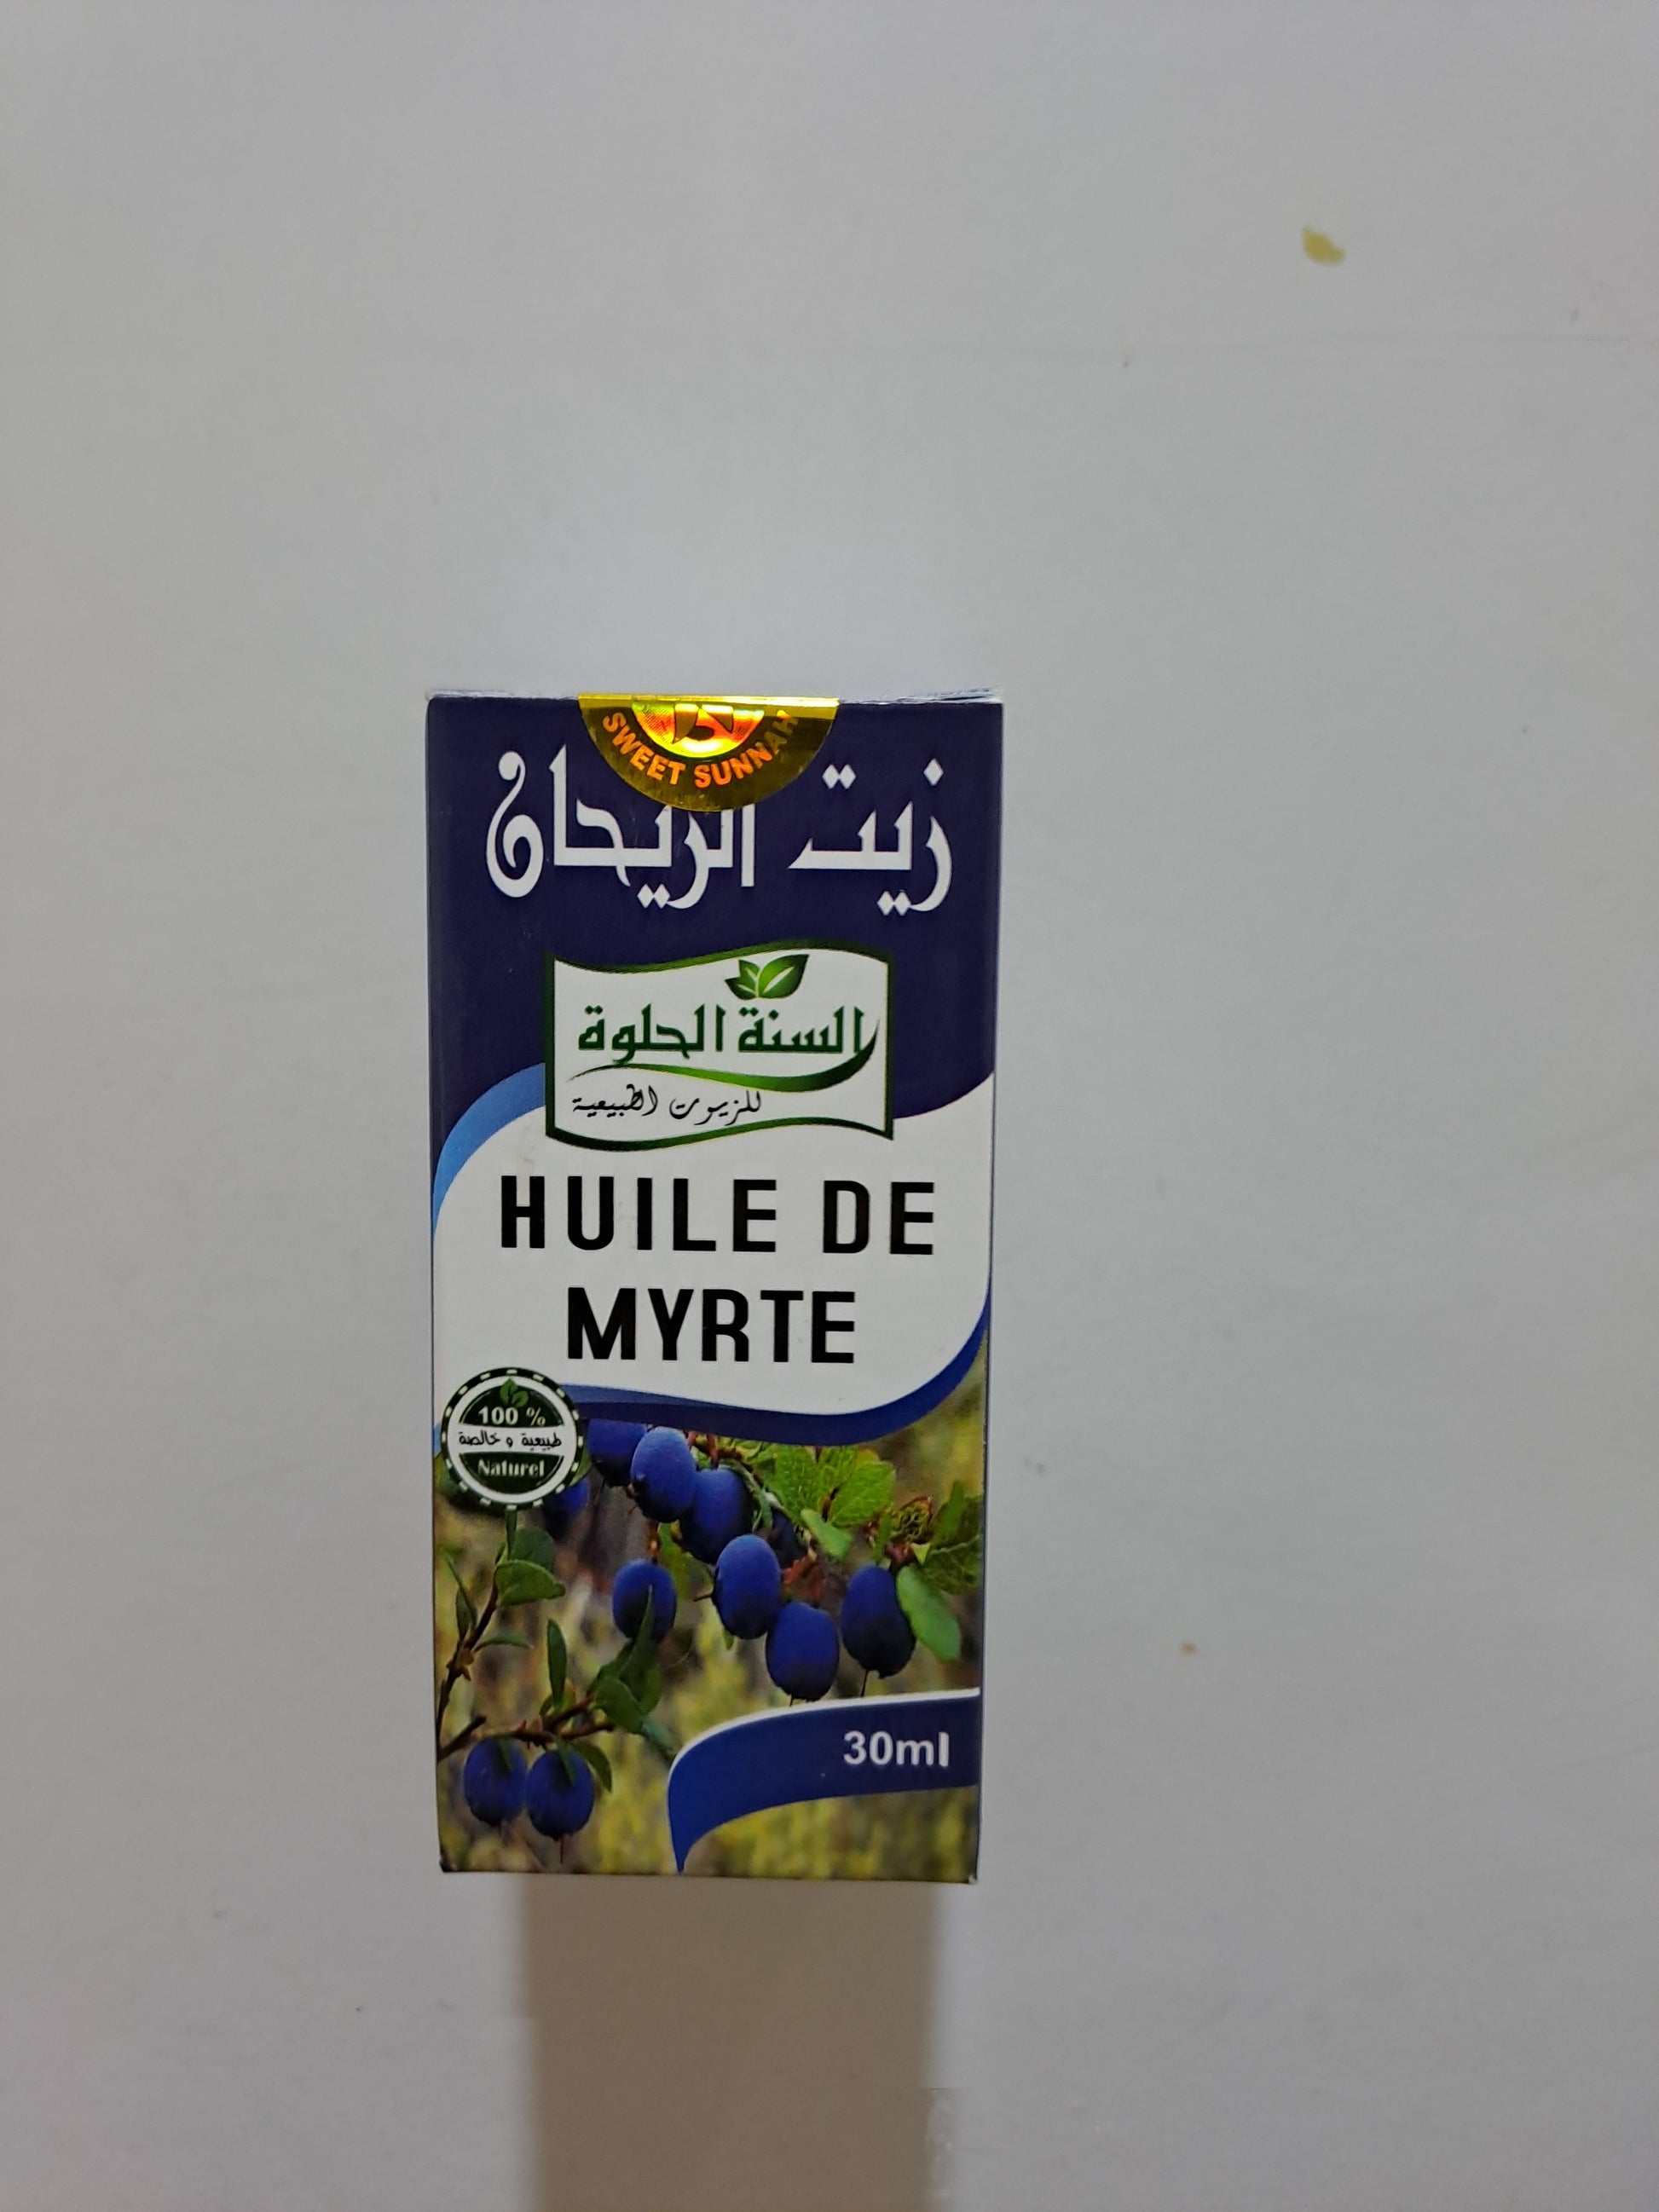 SWEET SUNNAH
زيت الريحان
السنة الحلوة
للزيوت الطبيعية
HUILE DE
MYRTE
100 %
طبيعية و خالصة
Naturel
30ml